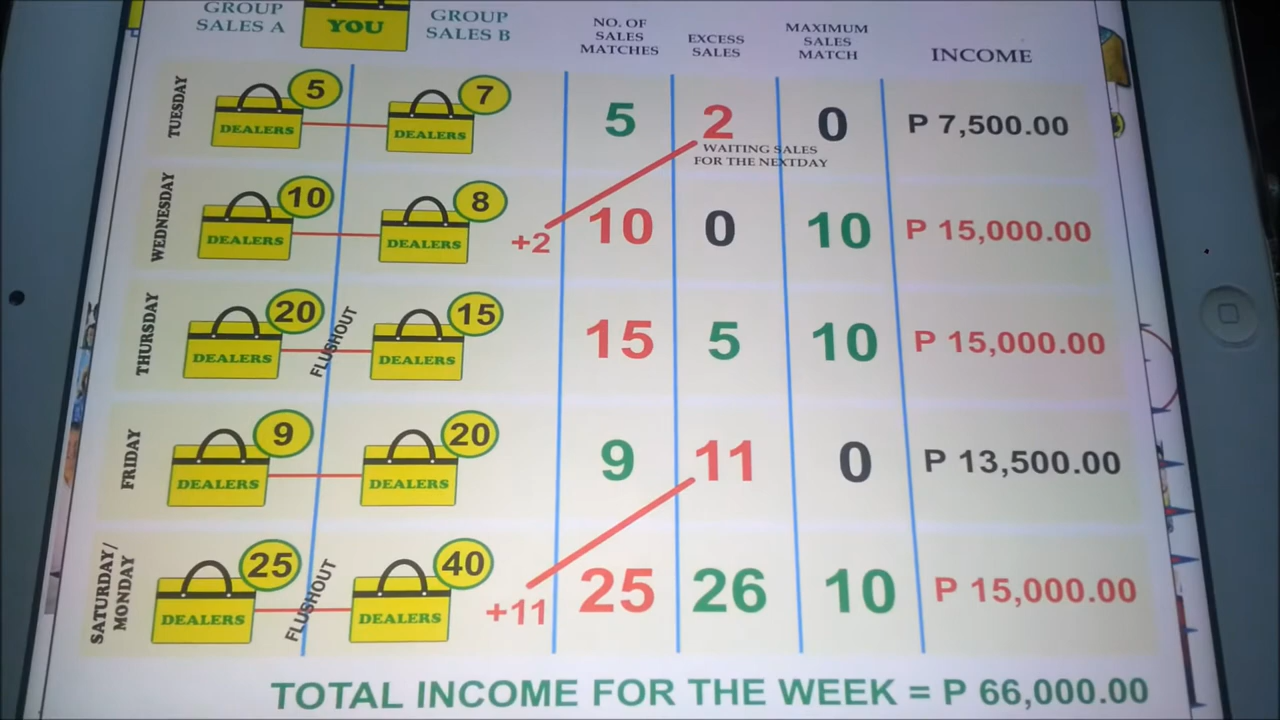 GROUP
SALES A
YOU
GROUP
SALES B
NO. OF
SALES
MATCHES
EXCESS
SALES
MAXIMUM
SALES
MATCH
INCOME
TUESDAY
5
DEALERS
7
DEALERS
5
2
0
P 7,500.00
WAITING SALES
FOR THE NEXTDAY
WEDNESDAY
10
DEALERS
8
DEALERS
+2
10
0
10
P 15,000.00
THURSDAY
20
DEALERS
FLUSHOUT
15
DEALERS
15
5
10
P 15,000.00
FRIDAY
9
DEALERS
20
DEALERS
9
11
0
P 13,500.00
SATURDAY/
MONDAY
25
DEALERS
FLUSHOUT
40
DEALERS
+11
25
26
10
P 15,000.00
TOTAL INCOME FOR THE WEEK = P 66,000.00